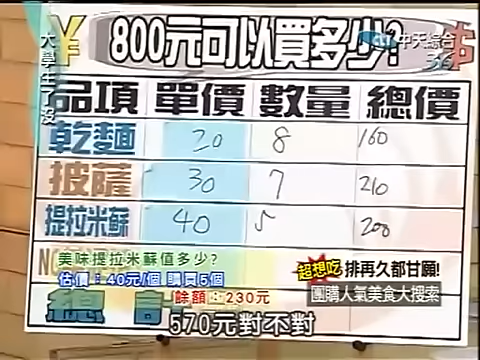 ¥ 800元可以買多少? $
中天綜合
大學生了沒
品項 單價 數量 總價
乾麵 20 8 160
披薩 30 7 210
提拉米蘇 40 5 200
NO
美味提拉米蘇值多少?
估價:40元/個 購買5個
超想吃 排再久都甘願!
團購人氣美食大搜索
總計
餘額:230元
570元對不對